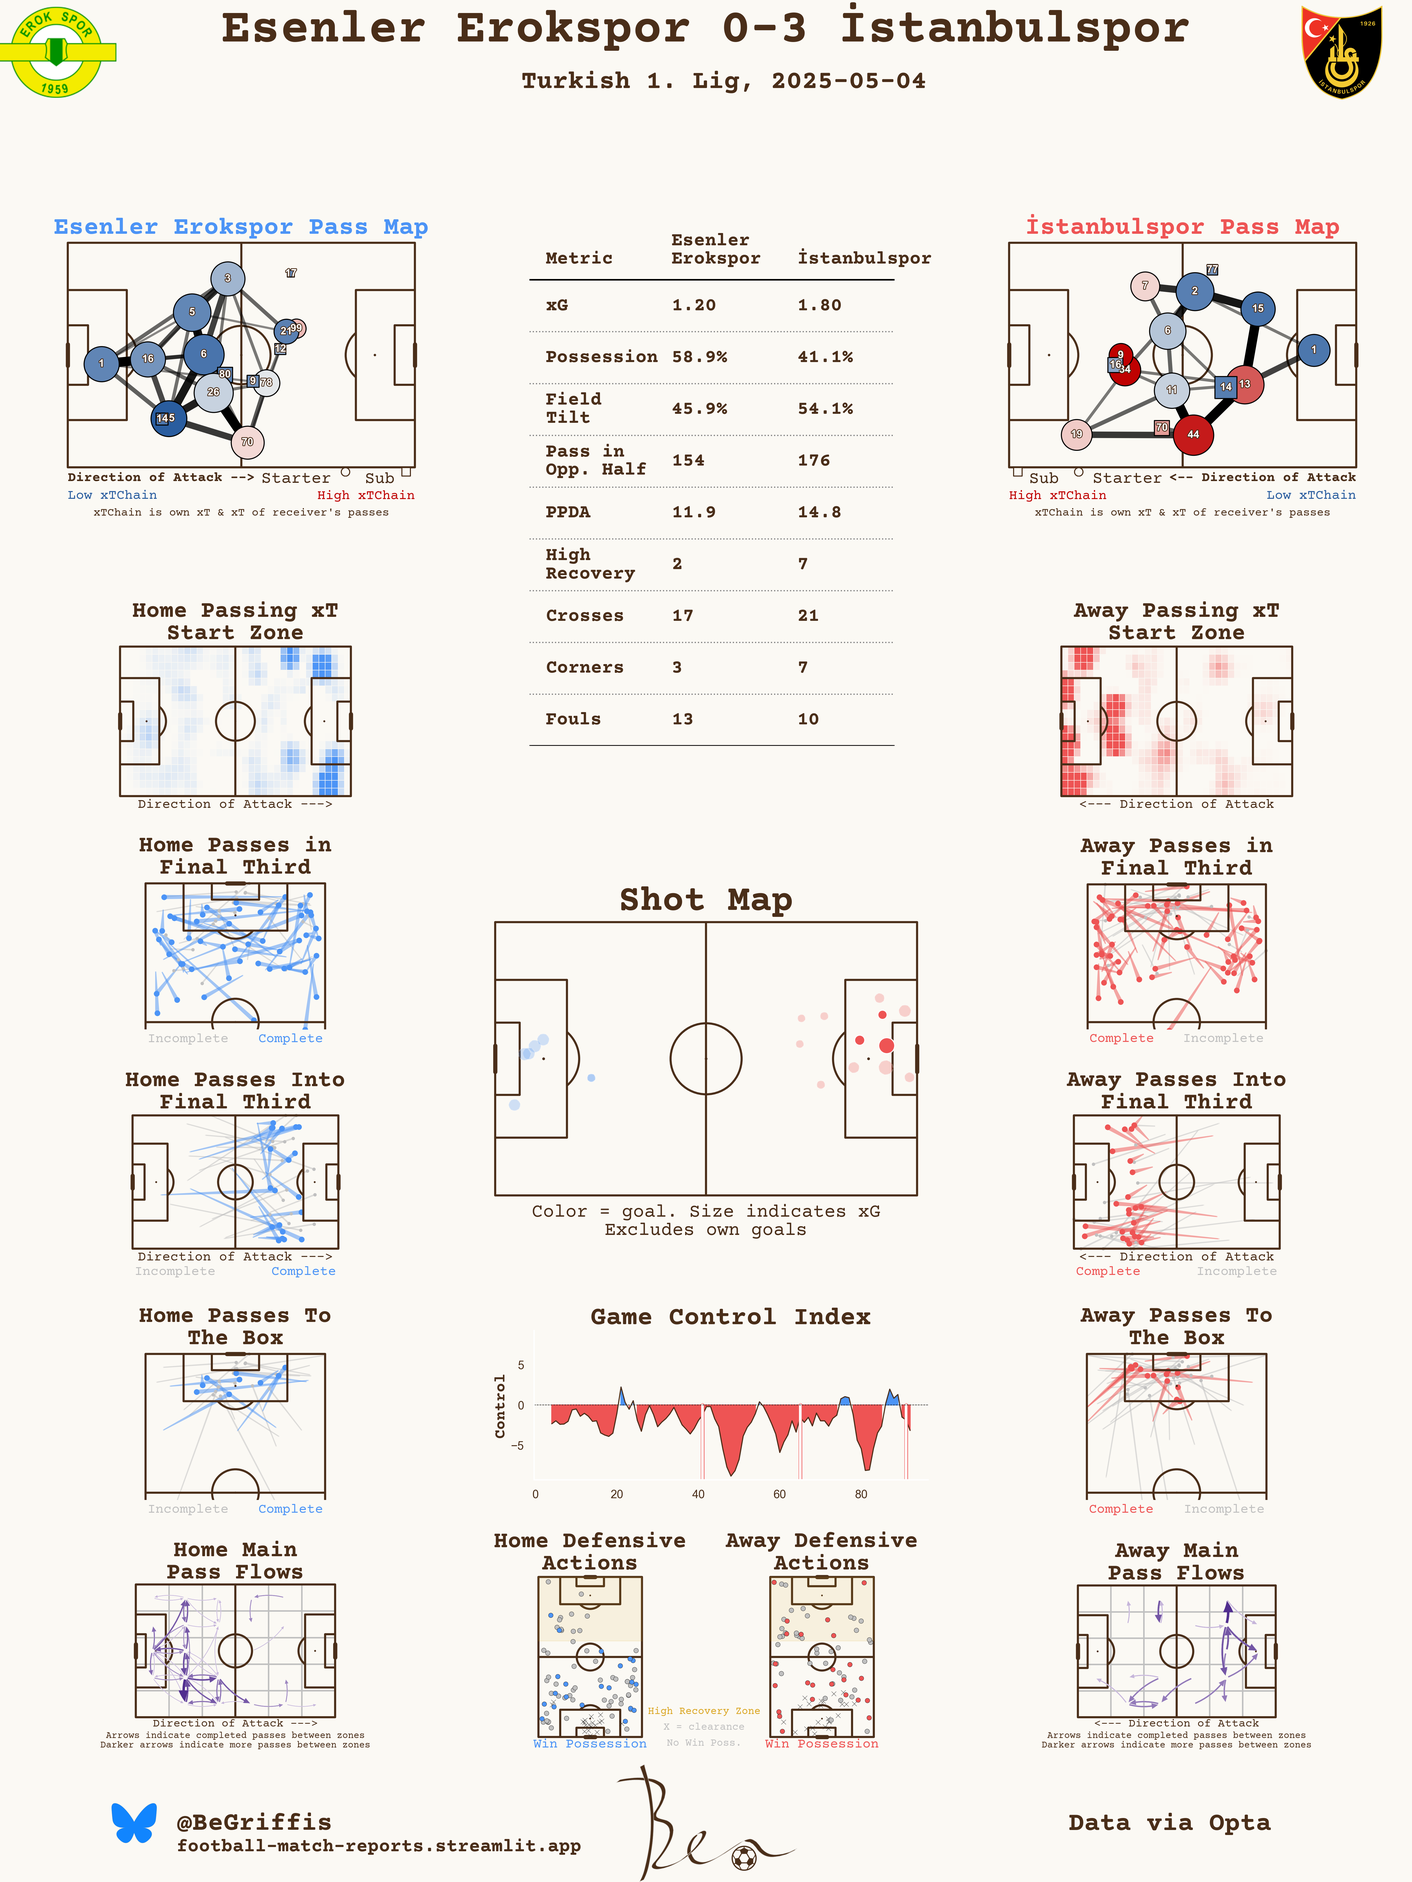 Esenler Erokspor 0-3 İstanbulspor
Turkish 1. Lig, 2025-05-04
EROK SPOR
1959
1926
İSTANBULSPOR
Esenler Erokspor Pass Map
3
17
5
21
99
12
6
16
1
80
9
78
26
14
5
70
Direction of Attack --> Starter Sub
Low xTChain High xTChain
xTChain is own xT & xT of receiver's passes
Metric Esenler Erokspor İstanbulspor
xG 1.20 1.80
Possession 58.9% 41.1%
Field Tilt 45.9% 54.1%
Pass in Opp. Half 154 176
PPDA 11.9 14.8
High Recovery 2 7
Crosses 17 21
Corners 3 7
Fouls 13 10
İstanbulspor Pass Map
77
7
2
15
6
1
9
16
34
11
14
13
19
70
44
Sub Starter <-- Direction of Attack
High xTChain Low xTChain
xTChain is own xT & xT of receiver's passes
Home Passing xT
Start Zone
Direction of Attack --->
Away Passing xT
Start Zone
<--- Direction of Attack
Home Passes in
Final Third
Incomplete Complete
Away Passes in
Final Third
Complete Incomplete
Shot Map
Color = goal. Size indicates xG
Excludes own goals
Home Passes Into
Final Third
Direction of Attack --->
Incomplete Complete
Away Passes Into
Final Third
<--- Direction of Attack
Complete Incomplete
Home Passes To
The Box
Incomplete Complete
Game Control Index
Control
5
0
−5
0 20 40 60 80
Away Passes To
The Box
Complete Incomplete
Home Main
Pass Flows
Direction of Attack --->
Arrows indicate completed passes between zones
Darker arrows indicate more passes between zones
Home Defensive
Actions
Win Possession
Away Defensive
Actions
Win Possession
High Recovery Zone
X = clearance
No Win Poss.
Away Main
Pass Flows
<--- Direction of Attack
Arrows indicate completed passes between zones
Darker arrows indicate more passes between zones
@BeGriffis
football-match-reports.streamlit.app
Ben
Data via Opta